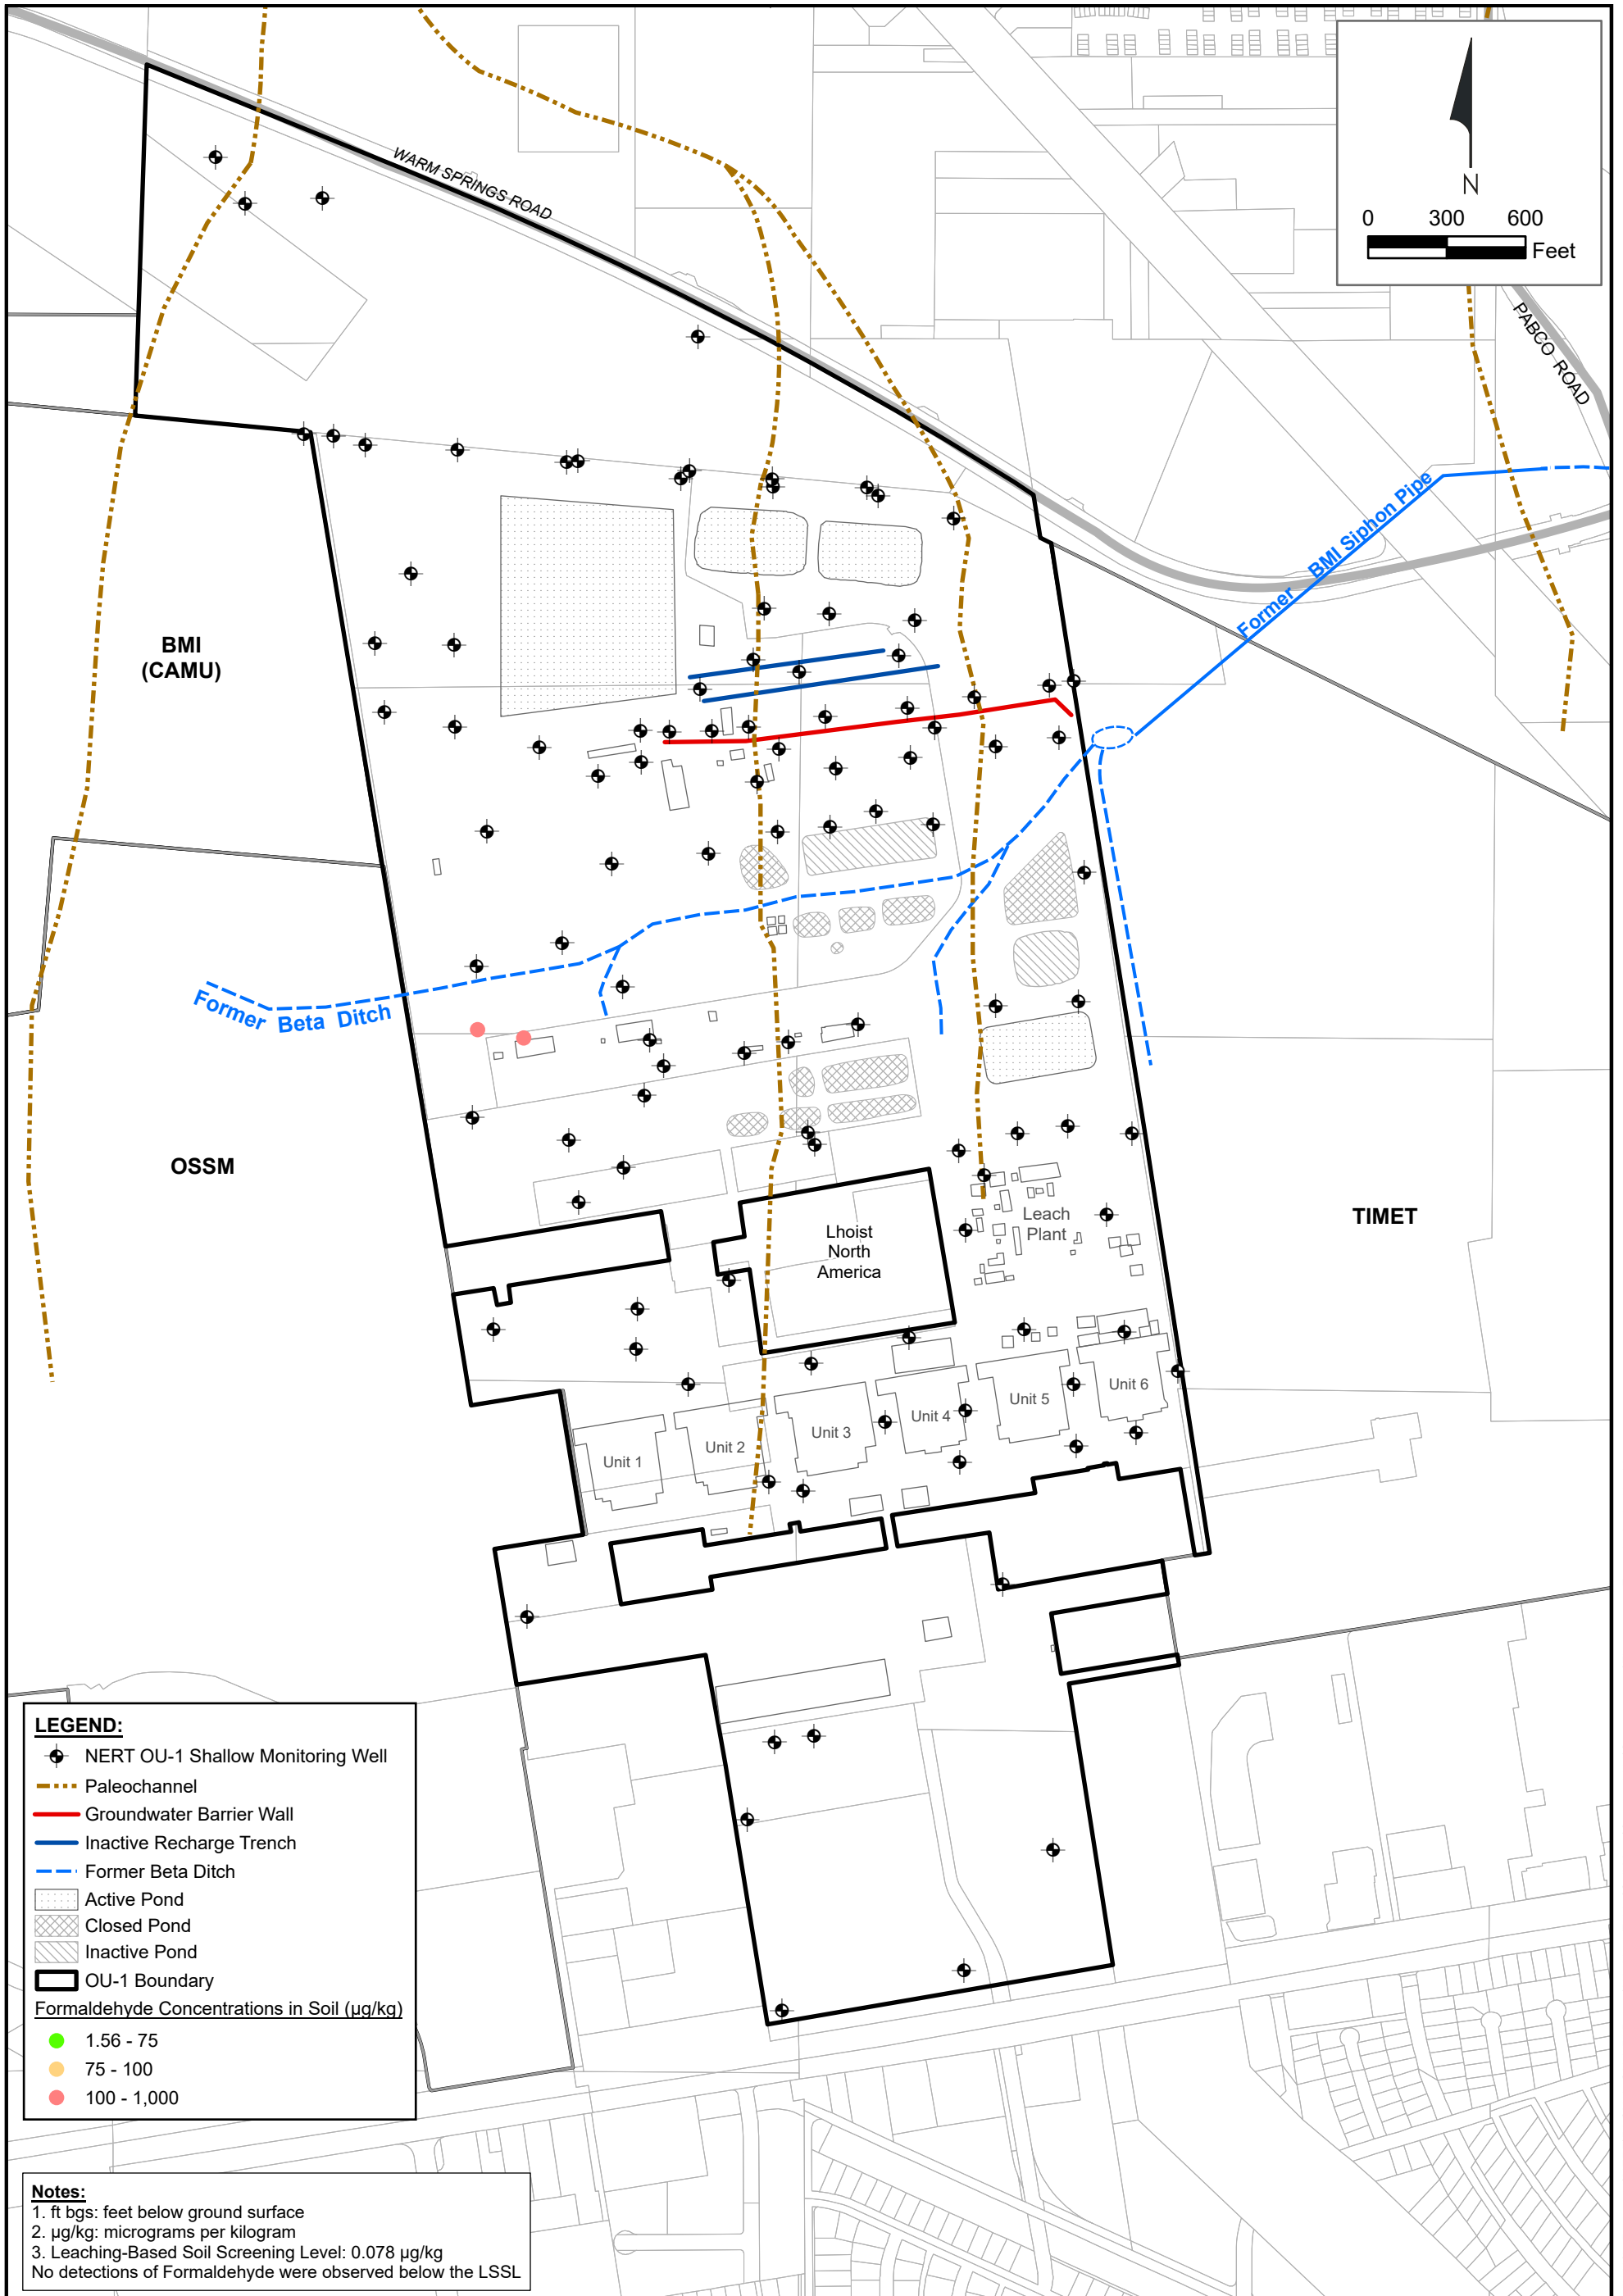 WARM SPRINGS ROAD
N
0 300 600
Feet
PABCO ROAD
Former BMI Siphon Pipe
BMI
(CAMU)
Former Beta Ditch
OSSM
Lhoist
North
America
Leach
Plant
TIMET
Unit 1
Unit 2
Unit 3
Unit 4
Unit 5
Unit 6
LEGEND:
NERT OU-1 Shallow Monitoring Well
Paleochannel
Groundwater Barrier Wall
Inactive Recharge Trench
Former Beta Ditch
Active Pond
Closed Pond
Inactive Pond
OU-1 Boundary
Formaldehyde Concentrations in Soil (µg/kg)
1.56 - 75
75 - 100
100 - 1,000
Notes:
1. ft bgs: feet below ground surface
2. µg/kg: micrograms per kilogram
3. Leaching-Based Soil Screening Level: 0.078 µg/kg
No detections of Formaldehyde were observed below the LSSL